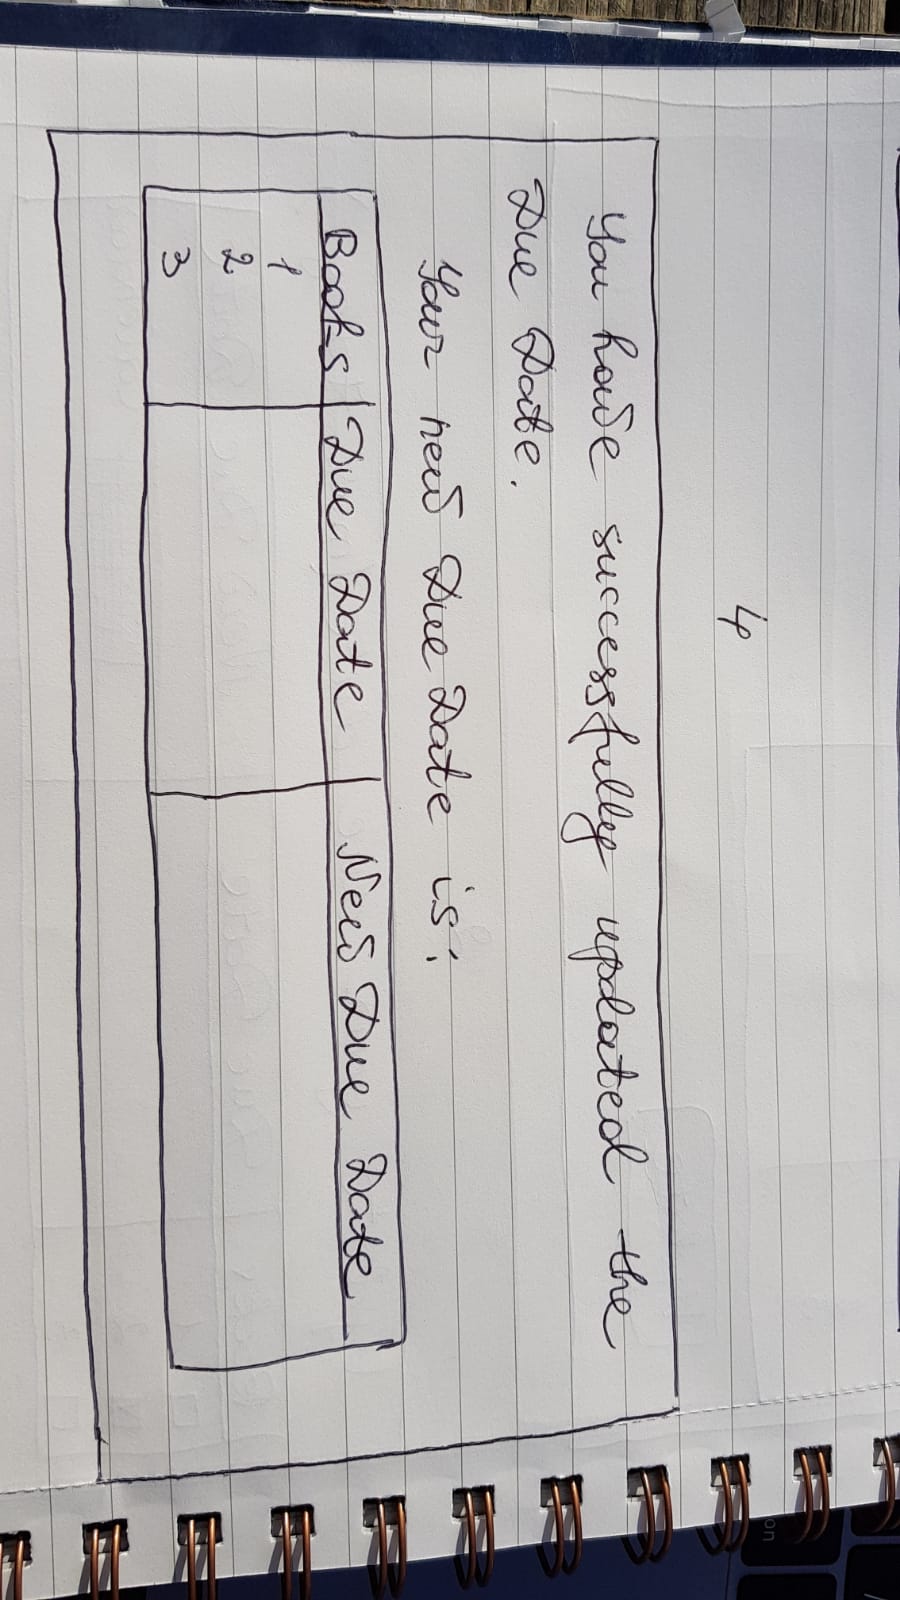 4
You have successfully updated the
Due Date.
Your new Due Date is:
Books Due Date New Due Date
1
2
3
on